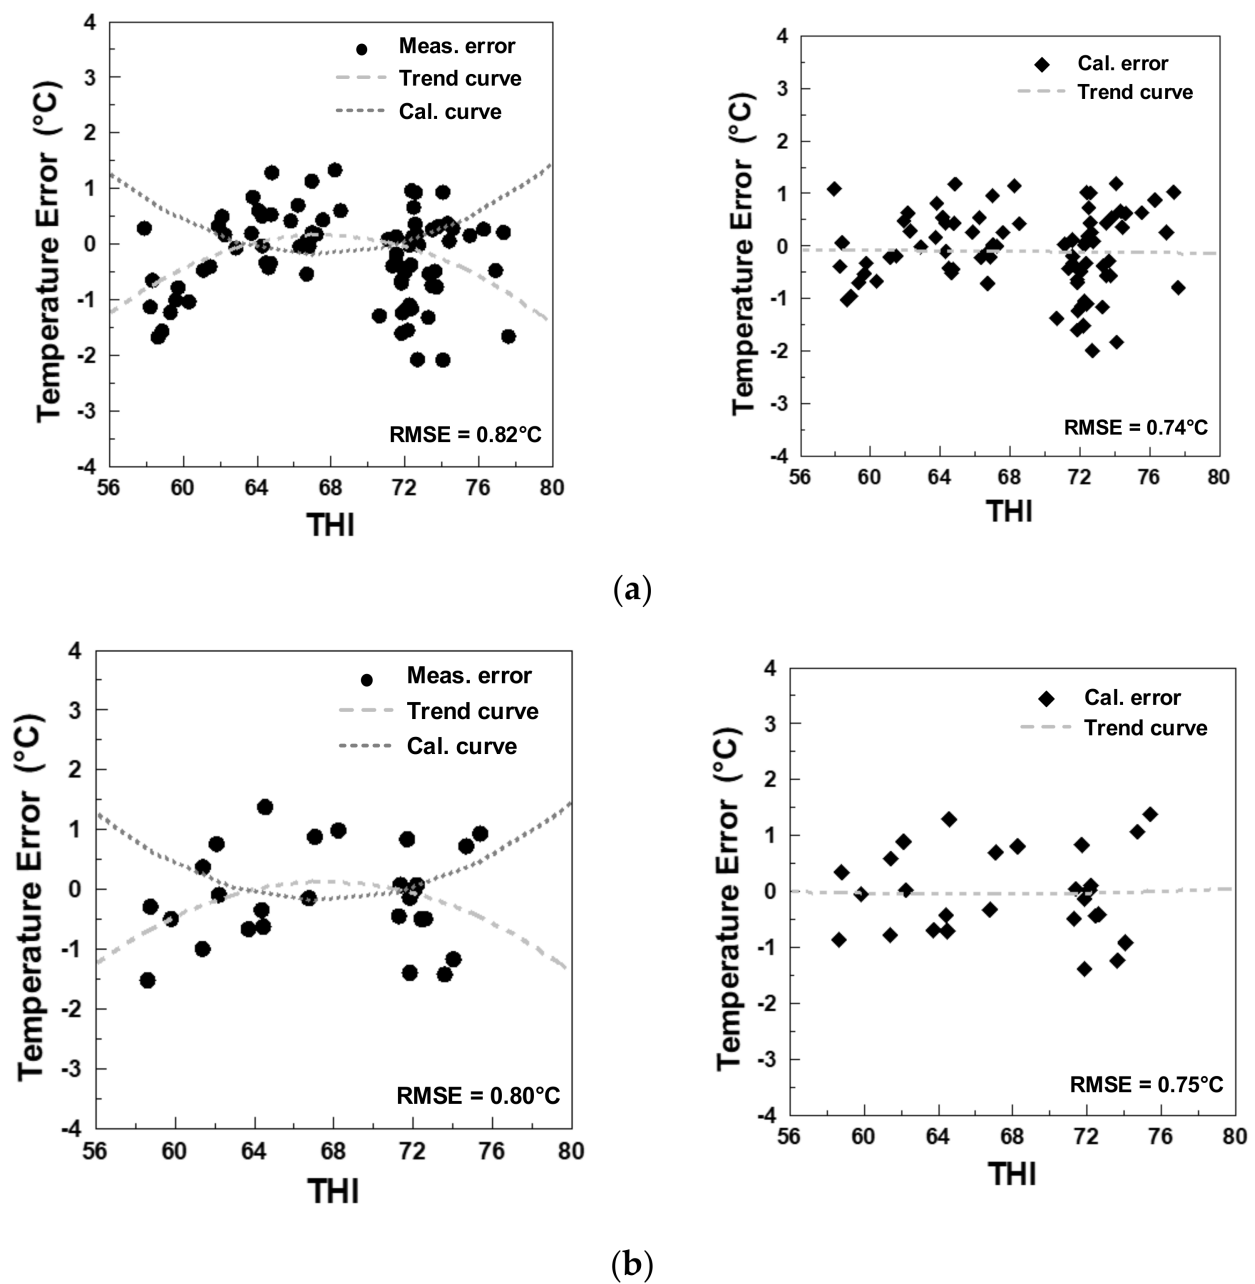 4
3
2
1
0
-1
-2
-3
-4
Temperature Error (°C)
Meas. error
Trend curve
Cal. curve
RMSE = 0.82°C
56 60 64 68 72 76 80
THI
4
3
2
1
0
-1
-2
-3
-4
Temperature Error (°C)
Cal. error
Trend curve
RMSE = 0.74°C
56 60 64 68 72 76 80
THI
(a)
4
3
2
1
0
-1
-2
-3
-4
Temperature Error (°C)
Meas. error
Trend curve
Cal. curve
RMSE = 0.80°C
56 60 64 68 72 76 80
THI
4
3
2
1
0
-1
-2
-3
-4
Temperature Error (°C)
Cal. error
Trend curve
RMSE = 0.75°C
56 60 64 68 72 76 80
THI
(b)